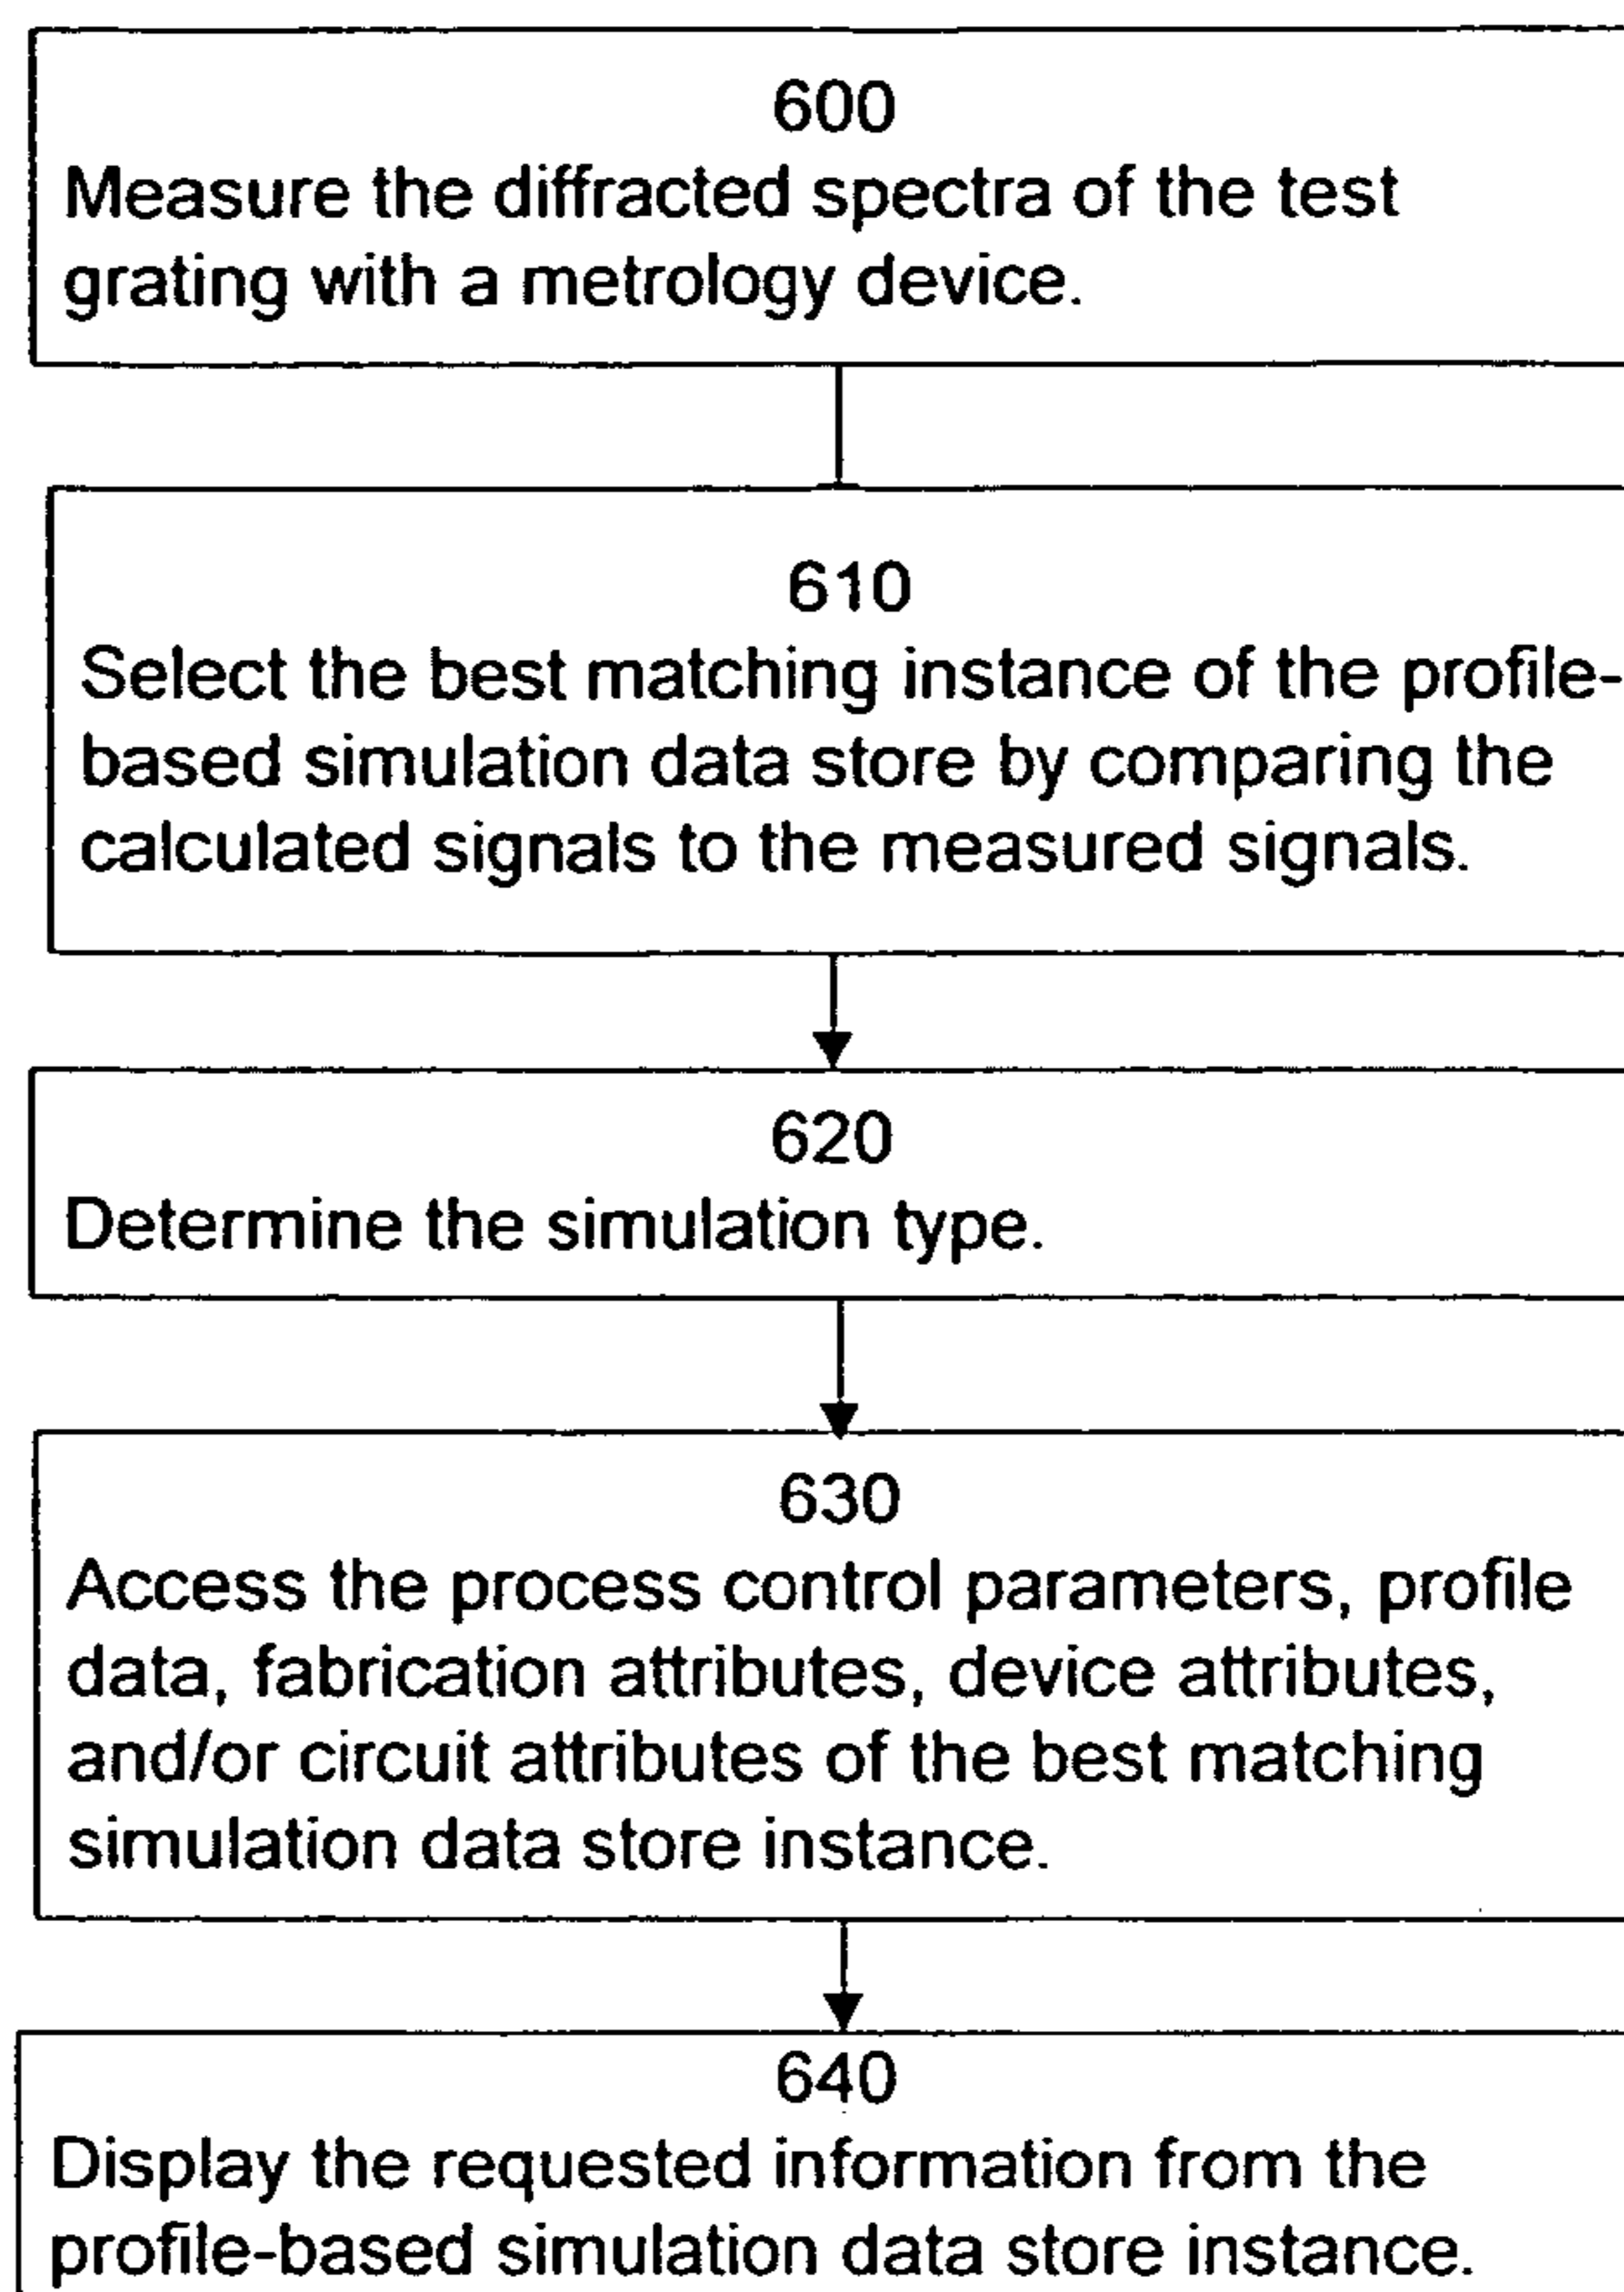 600
Measure the diffracted spectra of the test
grating with a metrology device.
610
Select the best matching instance of the profile-
based simulation data store by comparing the
calculated signals to the measured signals.
620
Determine the simulation type.
630
Access the process control parameters, profile
data, fabrication attributes, device attributes,
and/or circuit attributes of the best matching
simulation data store instance.
640
Display the requested information from the
profile-based simulation data store instance.